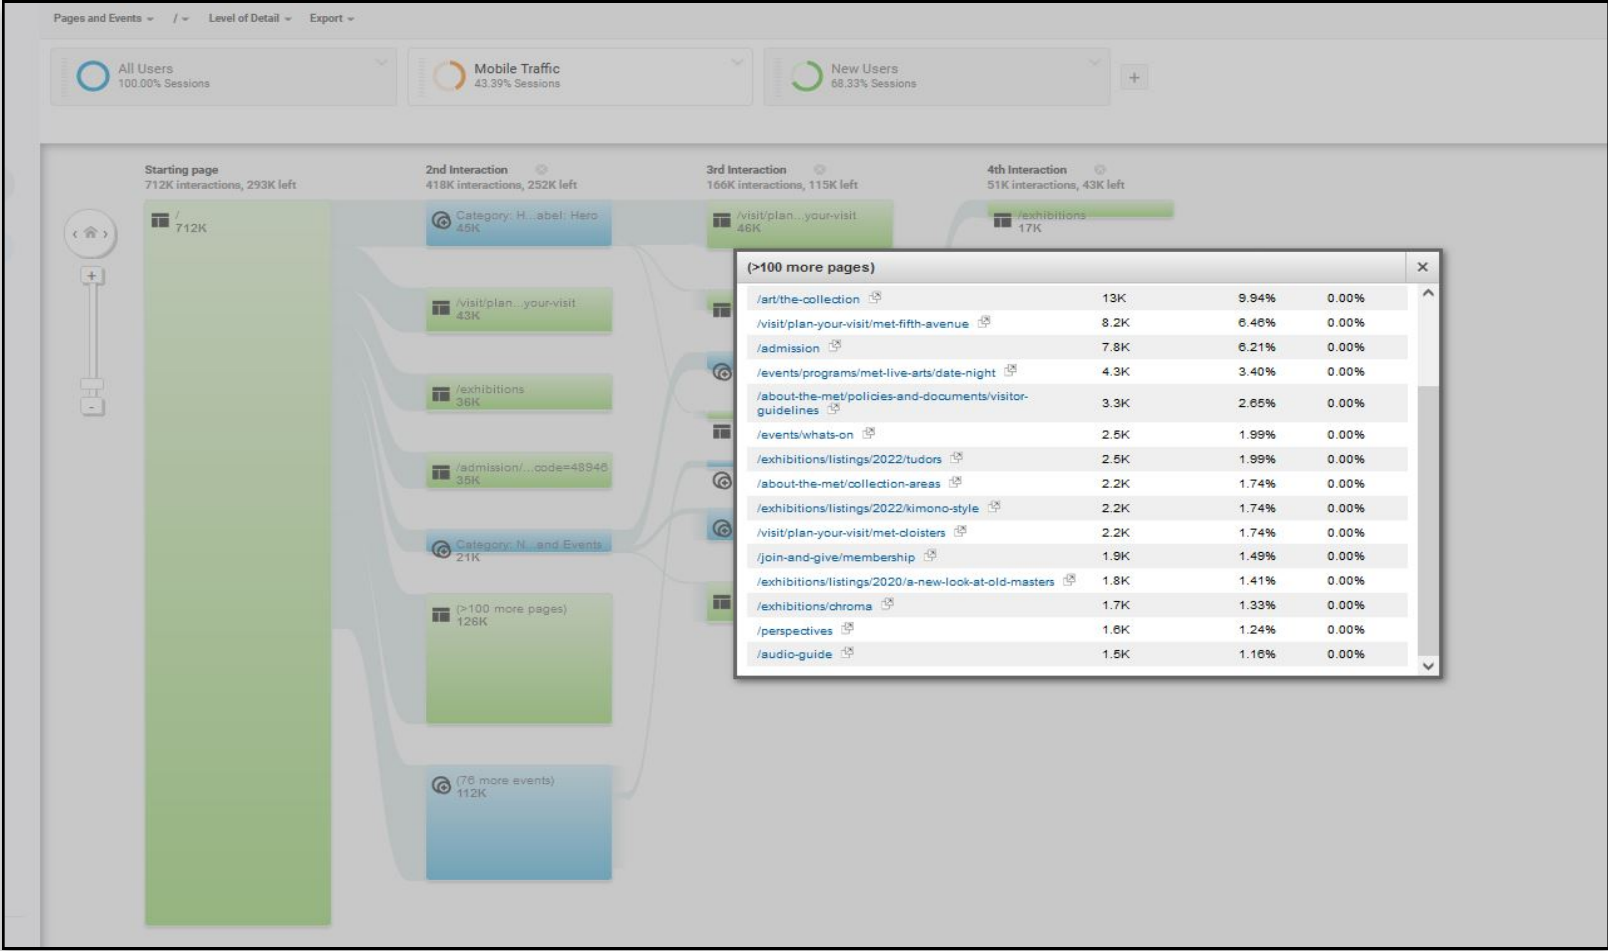 Pages and Events / Level of Detail Export
All Users
100.00% Sessions
Mobile Traffic
43.39% Sessions
New Users
68.33% Sessions
+
Starting page
712K interactions, 293K left
2nd Interaction
418K interactions, 252K left
3rd Interaction
166K interactions, 115K left
4th Interaction
51K interactions, 43K left
/
712K
Category: H...abel: Hero
45K
/visit/plan...your-visit
43K
/exhibitions
36K
/admission/...code=48946
35K
Category: N...and Events
21K
(>100 more pages)
126K
(76 more events)
112K
/visit/plan...your-visit
46K
/exhibitions
17K
+
-
(>100 more pages)
/art/the-collection 13K 9.94% 0.00%
/visit/plan-your-visit/met-fifth-avenue 8.2K 6.46% 0.00%
/admission 7.8K 6.21% 0.00%
/events/programs/met-live-arts/date-night 4.3K 3.40% 0.00%
/about-the-met/policies-and-documents/visitor-
guidelines 3.3K 2.65% 0.00%
/events/whats-on 2.5K 1.99% 0.00%
/exhibitions/listings/2022/tudors 2.5K 1.99% 0.00%
/about-the-met/collection-areas 2.2K 1.74% 0.00%
/exhibitions/listings/2022/kimono-style 2.2K 1.74% 0.00%
/visit/plan-your-visit/met-cloisters 2.2K 1.74% 0.00%
/join-and-give/membership 1.9K 1.49% 0.00%
/exhibitions/listings/2020/a-new-look-at-old-masters 1.8K 1.41% 0.00%
/exhibitions/chroma 1.7K 1.33% 0.00%
/perspectives 1.6K 1.24% 0.00%
/audio-guide 1.5K 1.16% 0.00%